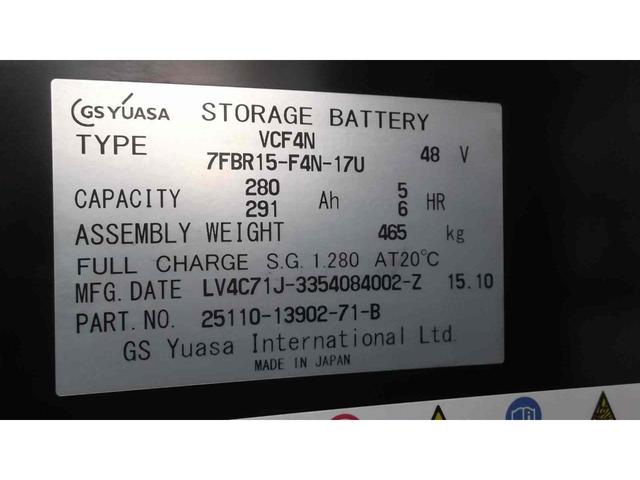 GS YUASA STORAGE BATTERY
TYPE VCF4N
7FBR15-F4N-17U 48 V
CAPACITY 280 Ah 5 HR
291 6
ASSEMBLY WEIGHT 465 kg
FULL CHARGE S.G. 1.280 AT20℃
MFG. DATE LV4C71J-3354084002-Z 15.10
PART. NO. 25110-13902-71-B
GS Yuasa International Ltd.
MADE IN JAPAN